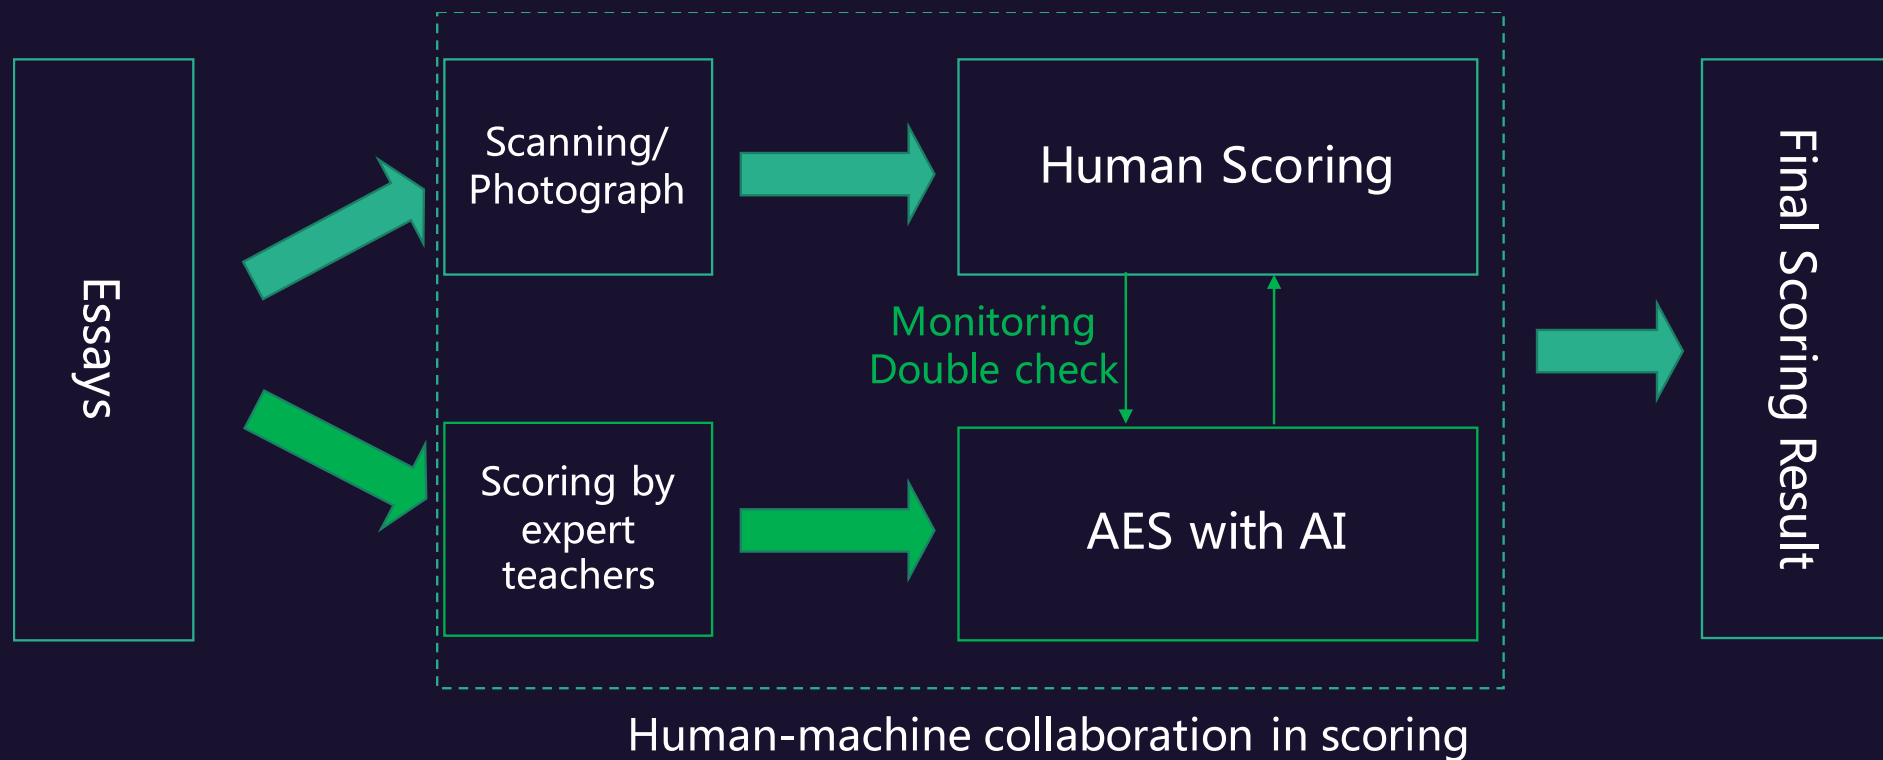 Essays
Scanning/
Photograph
Human Scoring
Monitoring
Double check
Scoring by
expert
teachers
AES with AI
Final Scoring Result
Human-machine collaboration in scoring